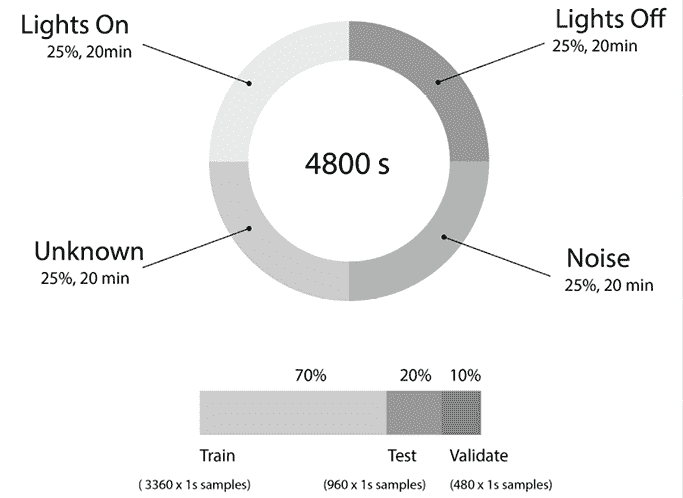 Lights On
25%, 20min
Lights Off
25%, 20min
4800 s
Unknown
25%, 20 min
Noise
25%, 20 min
70% 20% 10%
Train Test Validate
( 3360 x 1s samples) (960 x 1s samples) (480 x 1s samples)